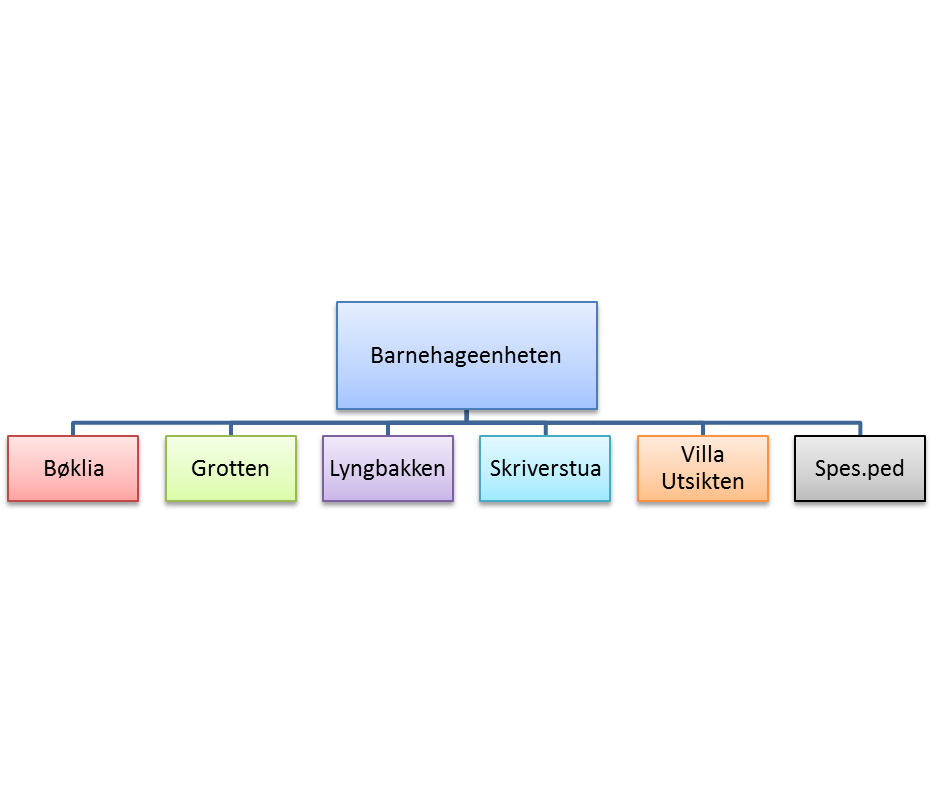 Barnehageenheten
Bøklia
Grotten
Lyngbakken
Skriverstua
Villa
Utsikten
Spes.ped